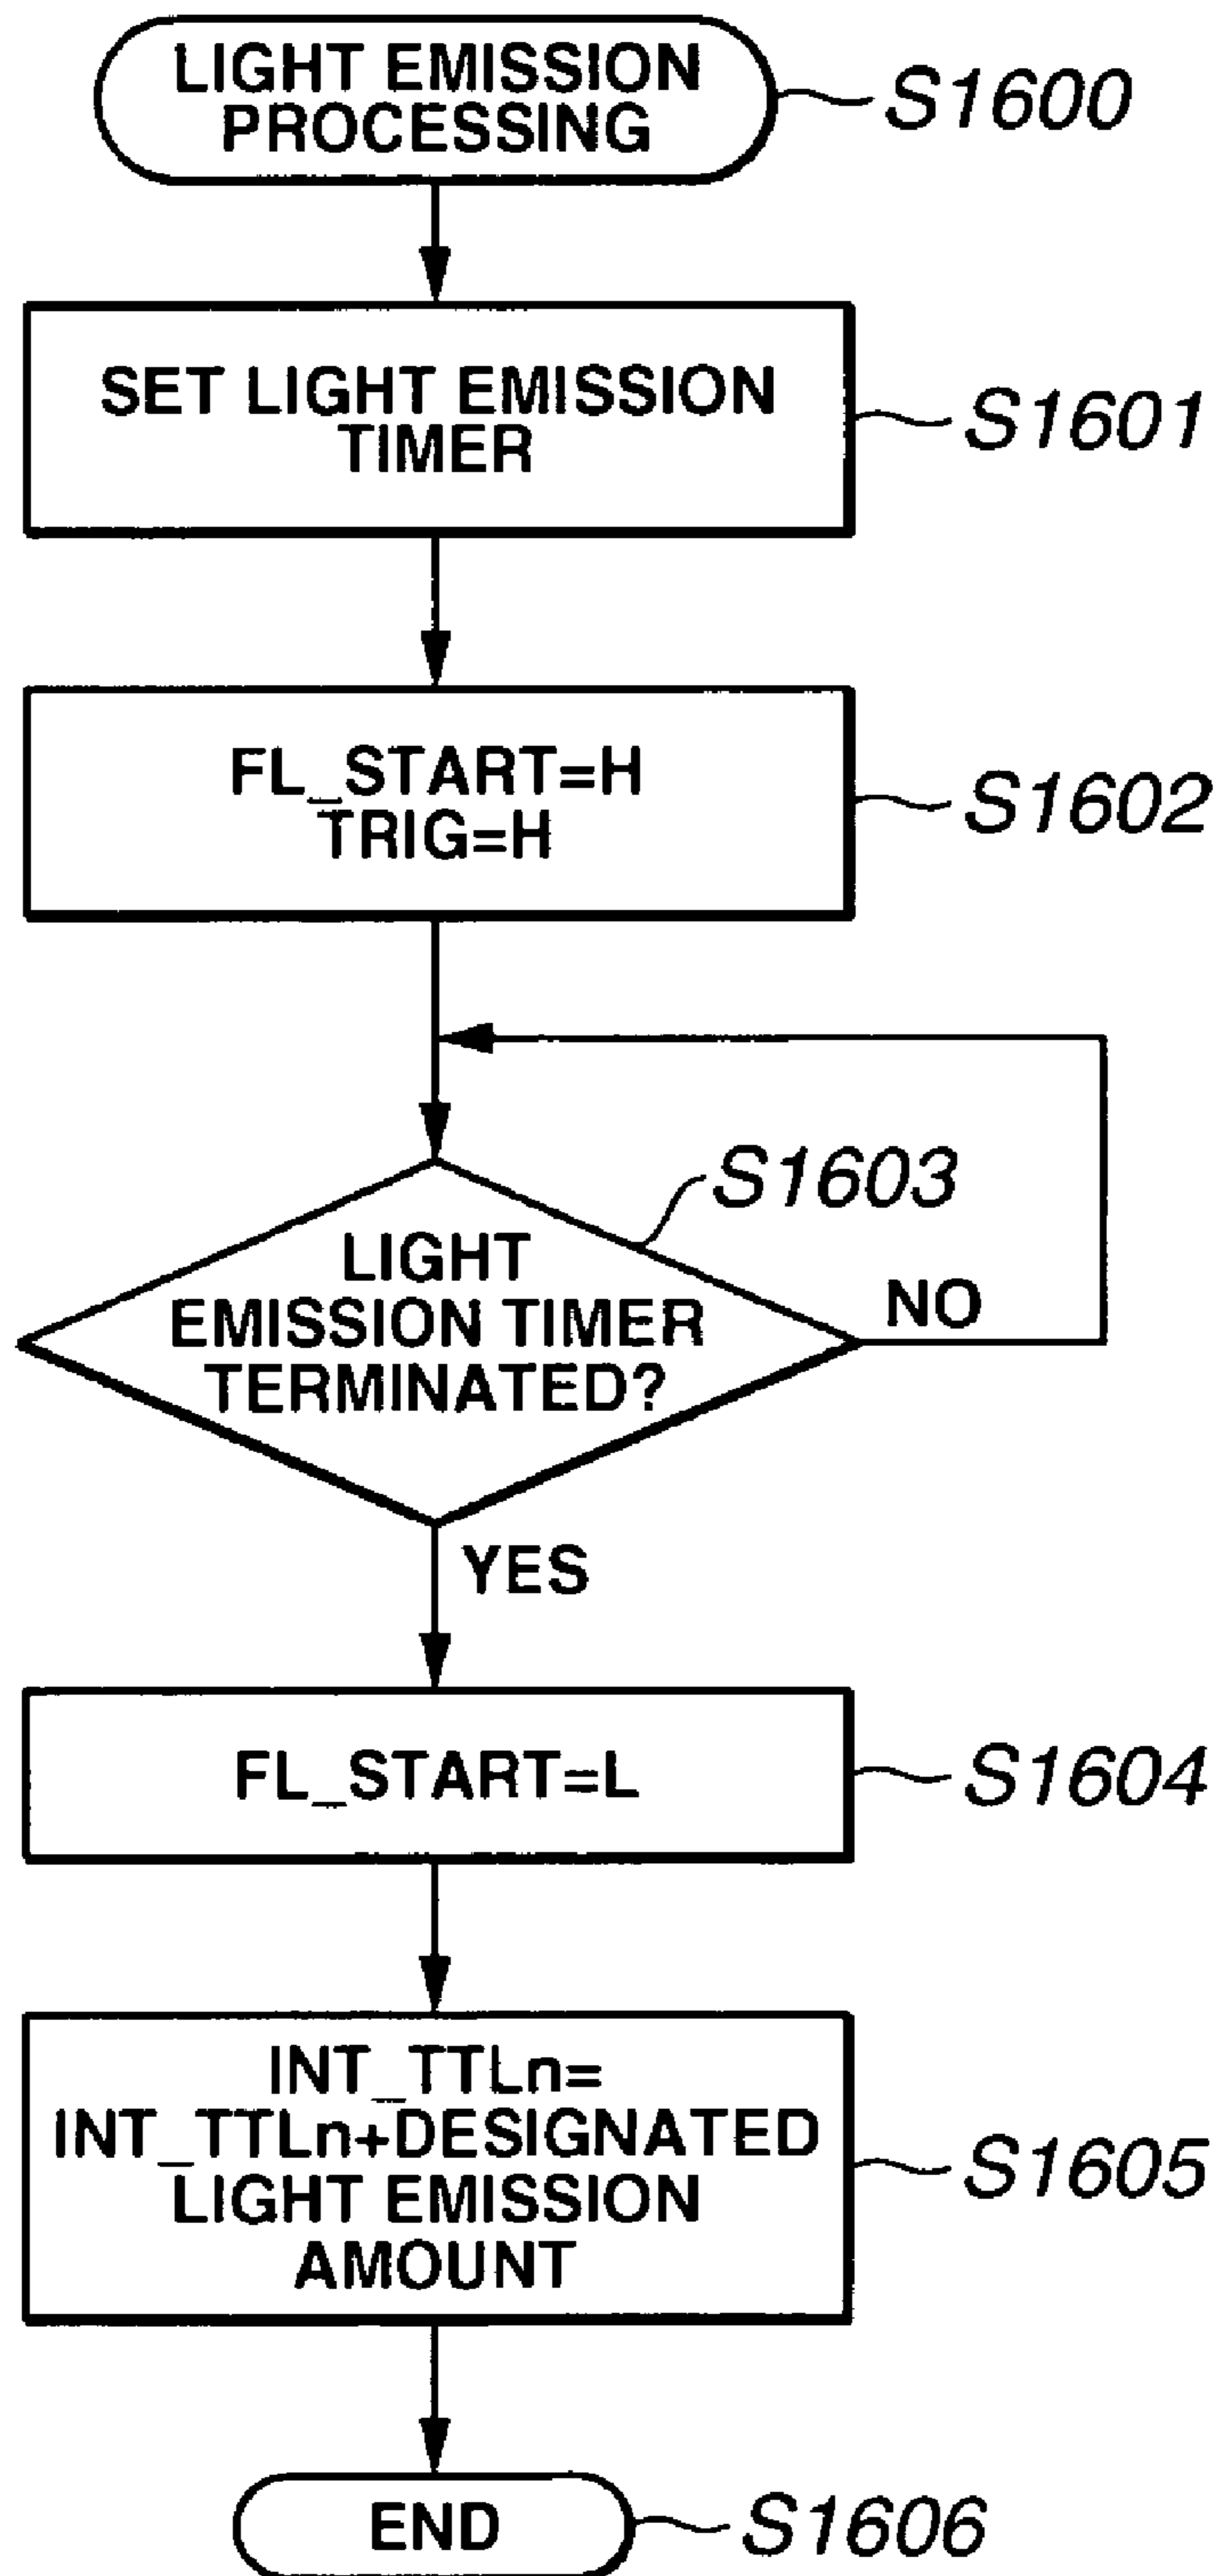 LIGHT EMISSION
PROCESSING
S1600
SET LIGHT EMISSION
TIMER
S1601
FL_START=H
TRIG=H
S1602
S1603
LIGHT
EMISSION TIMER
TERMINATED?
NO
YES
FL_START=L
S1604
INT_TTLn=
INT_TTLn+DESIGNATED
LIGHT EMISSION
AMOUNT
S1605
END
S1606